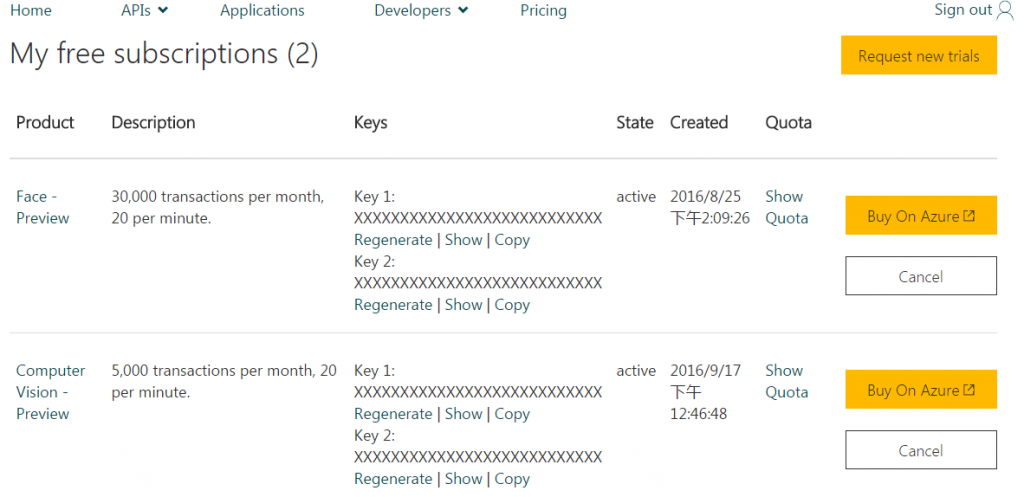 Home APIs Applications Developers Pricing Sign out
My free subscriptions (2) Request new trials
Product Description Keys State Created Quota
Face - 30,000 transactions per month, Key 1: active 2016/8/25 Show
Preview 20 per minute. XXXXXXXXXXXXXXXXXXXXXXXXXXX 下午2:09:26 Quota Buy On Azure
Regenerate | Show | Copy
Key 2:
XXXXXXXXXXXXXXXXXXXXXXXXXXX Cancel
Regenerate | Show | Copy
Computer 5,000 transactions per month, 20 Key 1: active 2016/9/17 Show
Vision - per minute. XXXXXXXXXXXXXXXXXXXXXXXXXXX 下午 Quota Buy On Azure
Preview Regenerate | Show | Copy 12:46:48
Key 2:
XXXXXXXXXXXXXXXXXXXXXXXXXXX Cancel
Regenerate | Show | Copy